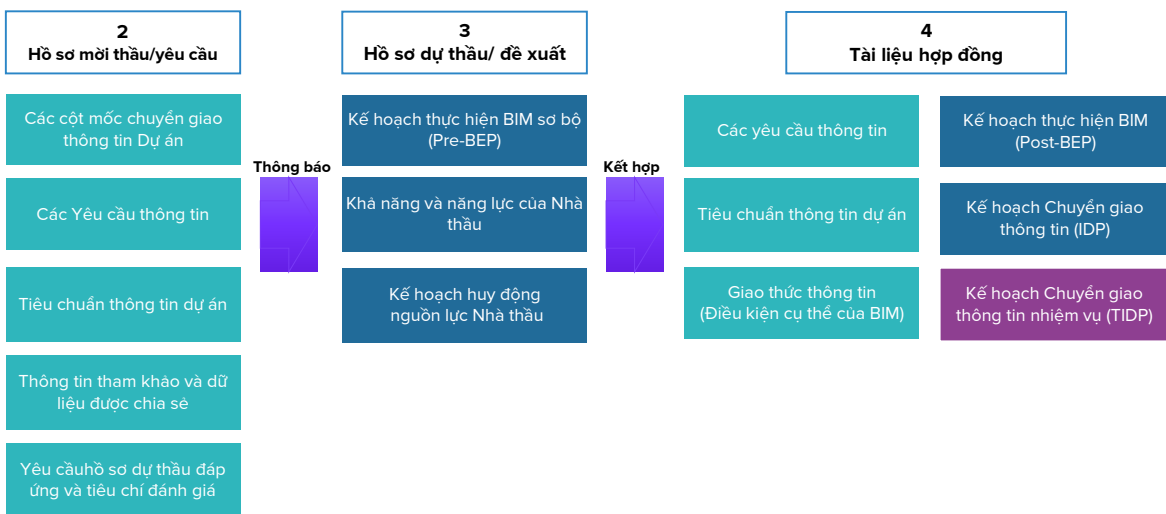 2
Hồ sơ mời thầu/yêu cầu
Các cột mốc chuyển giao
thông tin Dự án
Các Yêu cầu thông tin
Tiêu chuẩn thông tin dự án
Thông tin tham khảo và dữ
liệu được chia sẻ
Yêu cầuhồ sơ dự thầu đáp
ứng và tiêu chí đánh giá
Thông báo
3
Hồ sơ dự thầu/ đề xuất
Kế hoạch thực hiện BIM sơ bộ
(Pre-BEP)
Khả năng và năng lực của Nhà
thầu
Kế hoạch huy động
nguồn lực Nhà thầu
Kết hợp
4
Tài liệu hợp đồng
Các yêu cầu thông tin
Tiêu chuẩn thông tin dự án
Giao thức thông tin
(Điều kiện cụ thể của BIM)
Kế hoạch thực hiện BIM
(Post-BEP)
Kế hoạch Chuyển giao
thông tin (IDP)
Kế hoạch Chuyển giao
thông tin nhiệm vụ (TIDP)